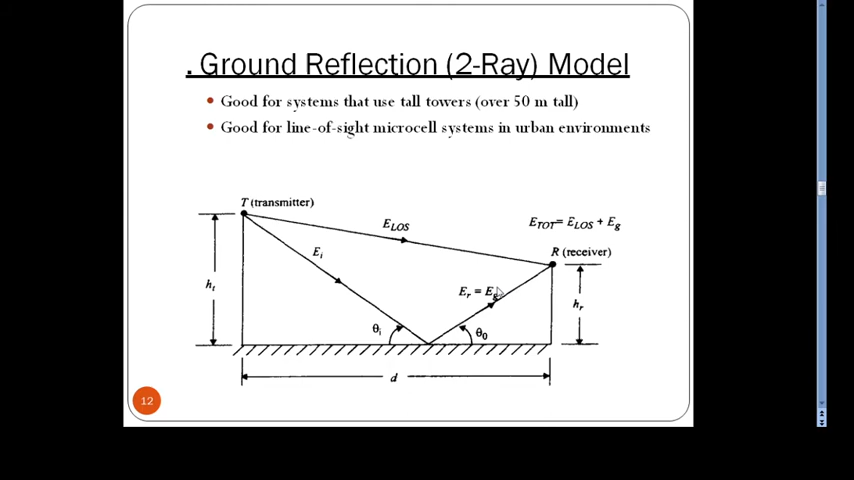 . Ground Reflection (2-Ray) Model
• Good for systems that use tall towers (over 50 m tall)
• Good for line-of-sight microcell systems in urban environments
T (transmitter)
E_LOS
E_TOT = E_LOS + E_g
R (receiver)
E_i
h_t
E_r = E_g
h_r
θ_i
θ_0
d
12